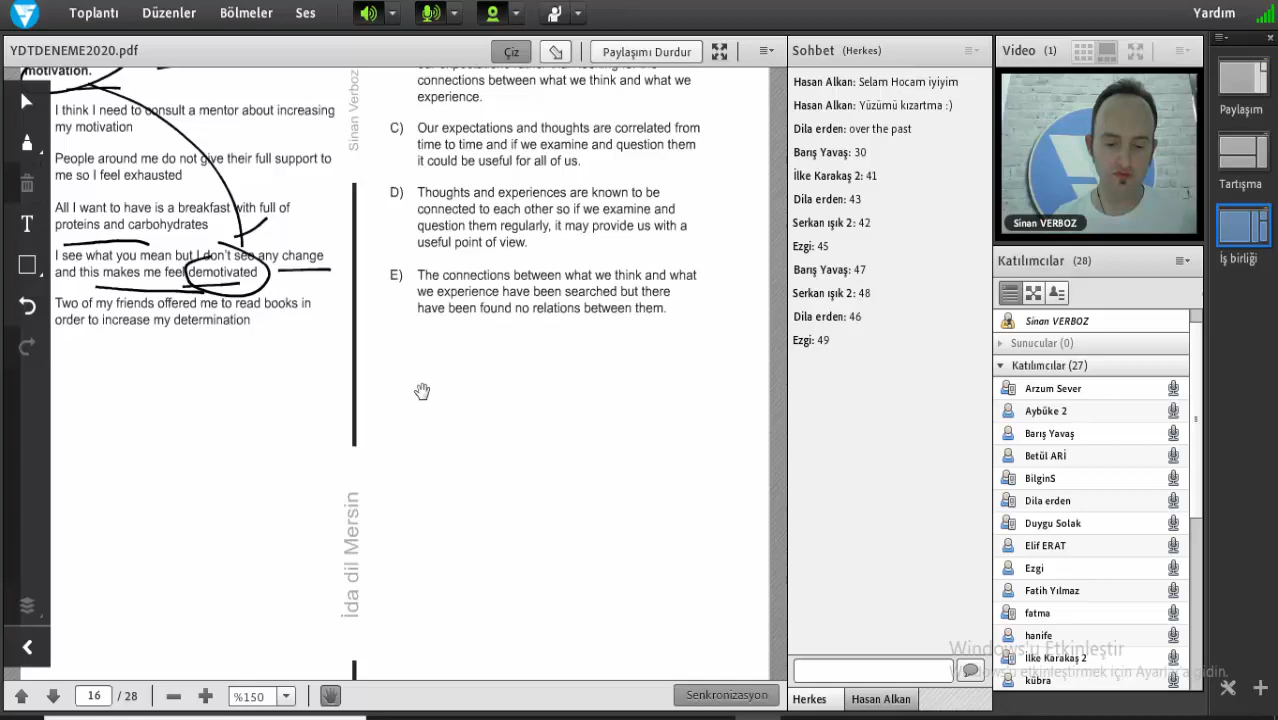 Toplantı Düzenler Bölmeler Ses Yardım
YDTDENEME2020.pdf Çiz Paylaşımı Durdur
motivation.
I think I need to consult a mentor about increasing
my motivation
People around me do not give their full support to
me so I feel exhausted
All I want to have is a breakfast with full of
proteins and carbohydrates
I see what you mean but I don't see any change
and this makes me feel demotivated
Two of my friends offered me to read books in
order to increase my determination
Sinan Verboz
ida dil Mersin
connections between what we think and what we
experience.
C) Our expectations and thoughts are correlated from
time to time and if we examine and question them
it could be useful for all of us.
D) Thoughts and experiences are known to be
connected to each other so if we examine and
question them regularly, it may provide us with a
useful point of view.
E) The connections between what we think and what
we experience have been searched but there
have been found no relations between them.
16 / 28 %150 Senkronizasyon
Sohbet (Herkes)
Hasan Alkan: Selam Hocam iyiyim
Hasan Alkan: Yüzümü kızartma :)
Dila erden: over the past
Barış Yavaş: 30
İlke Karakaş 2: 41
Dila erden: 43
Serkan ışık 2: 42
Ezgi: 45
Barış Yavaş: 47
Serkan ışık 2: 48
Dila erden: 46
Ezgi: 49
Herkes Hasan Alkan
Video (1)
Sinan VERBOZ
Katılımcılar (28)
Sinan VERBOZ
Sunucular (0)
Katılımcılar (27)
Arzum Sever
Aybüke 2
Barış Yavaş
Betül ARİ
BilginS
Dila erden
Duygu Solak
Elif ERAT
Ezgi
Fatih Yılmaz
fatma
hanife
İlke Karakaş 2
kübra
Paylaşım
Tartışma
İş birliği
Windows'u Etkinleştir
Windows'u etkinleştirmek için Ayarlar'a gidin.